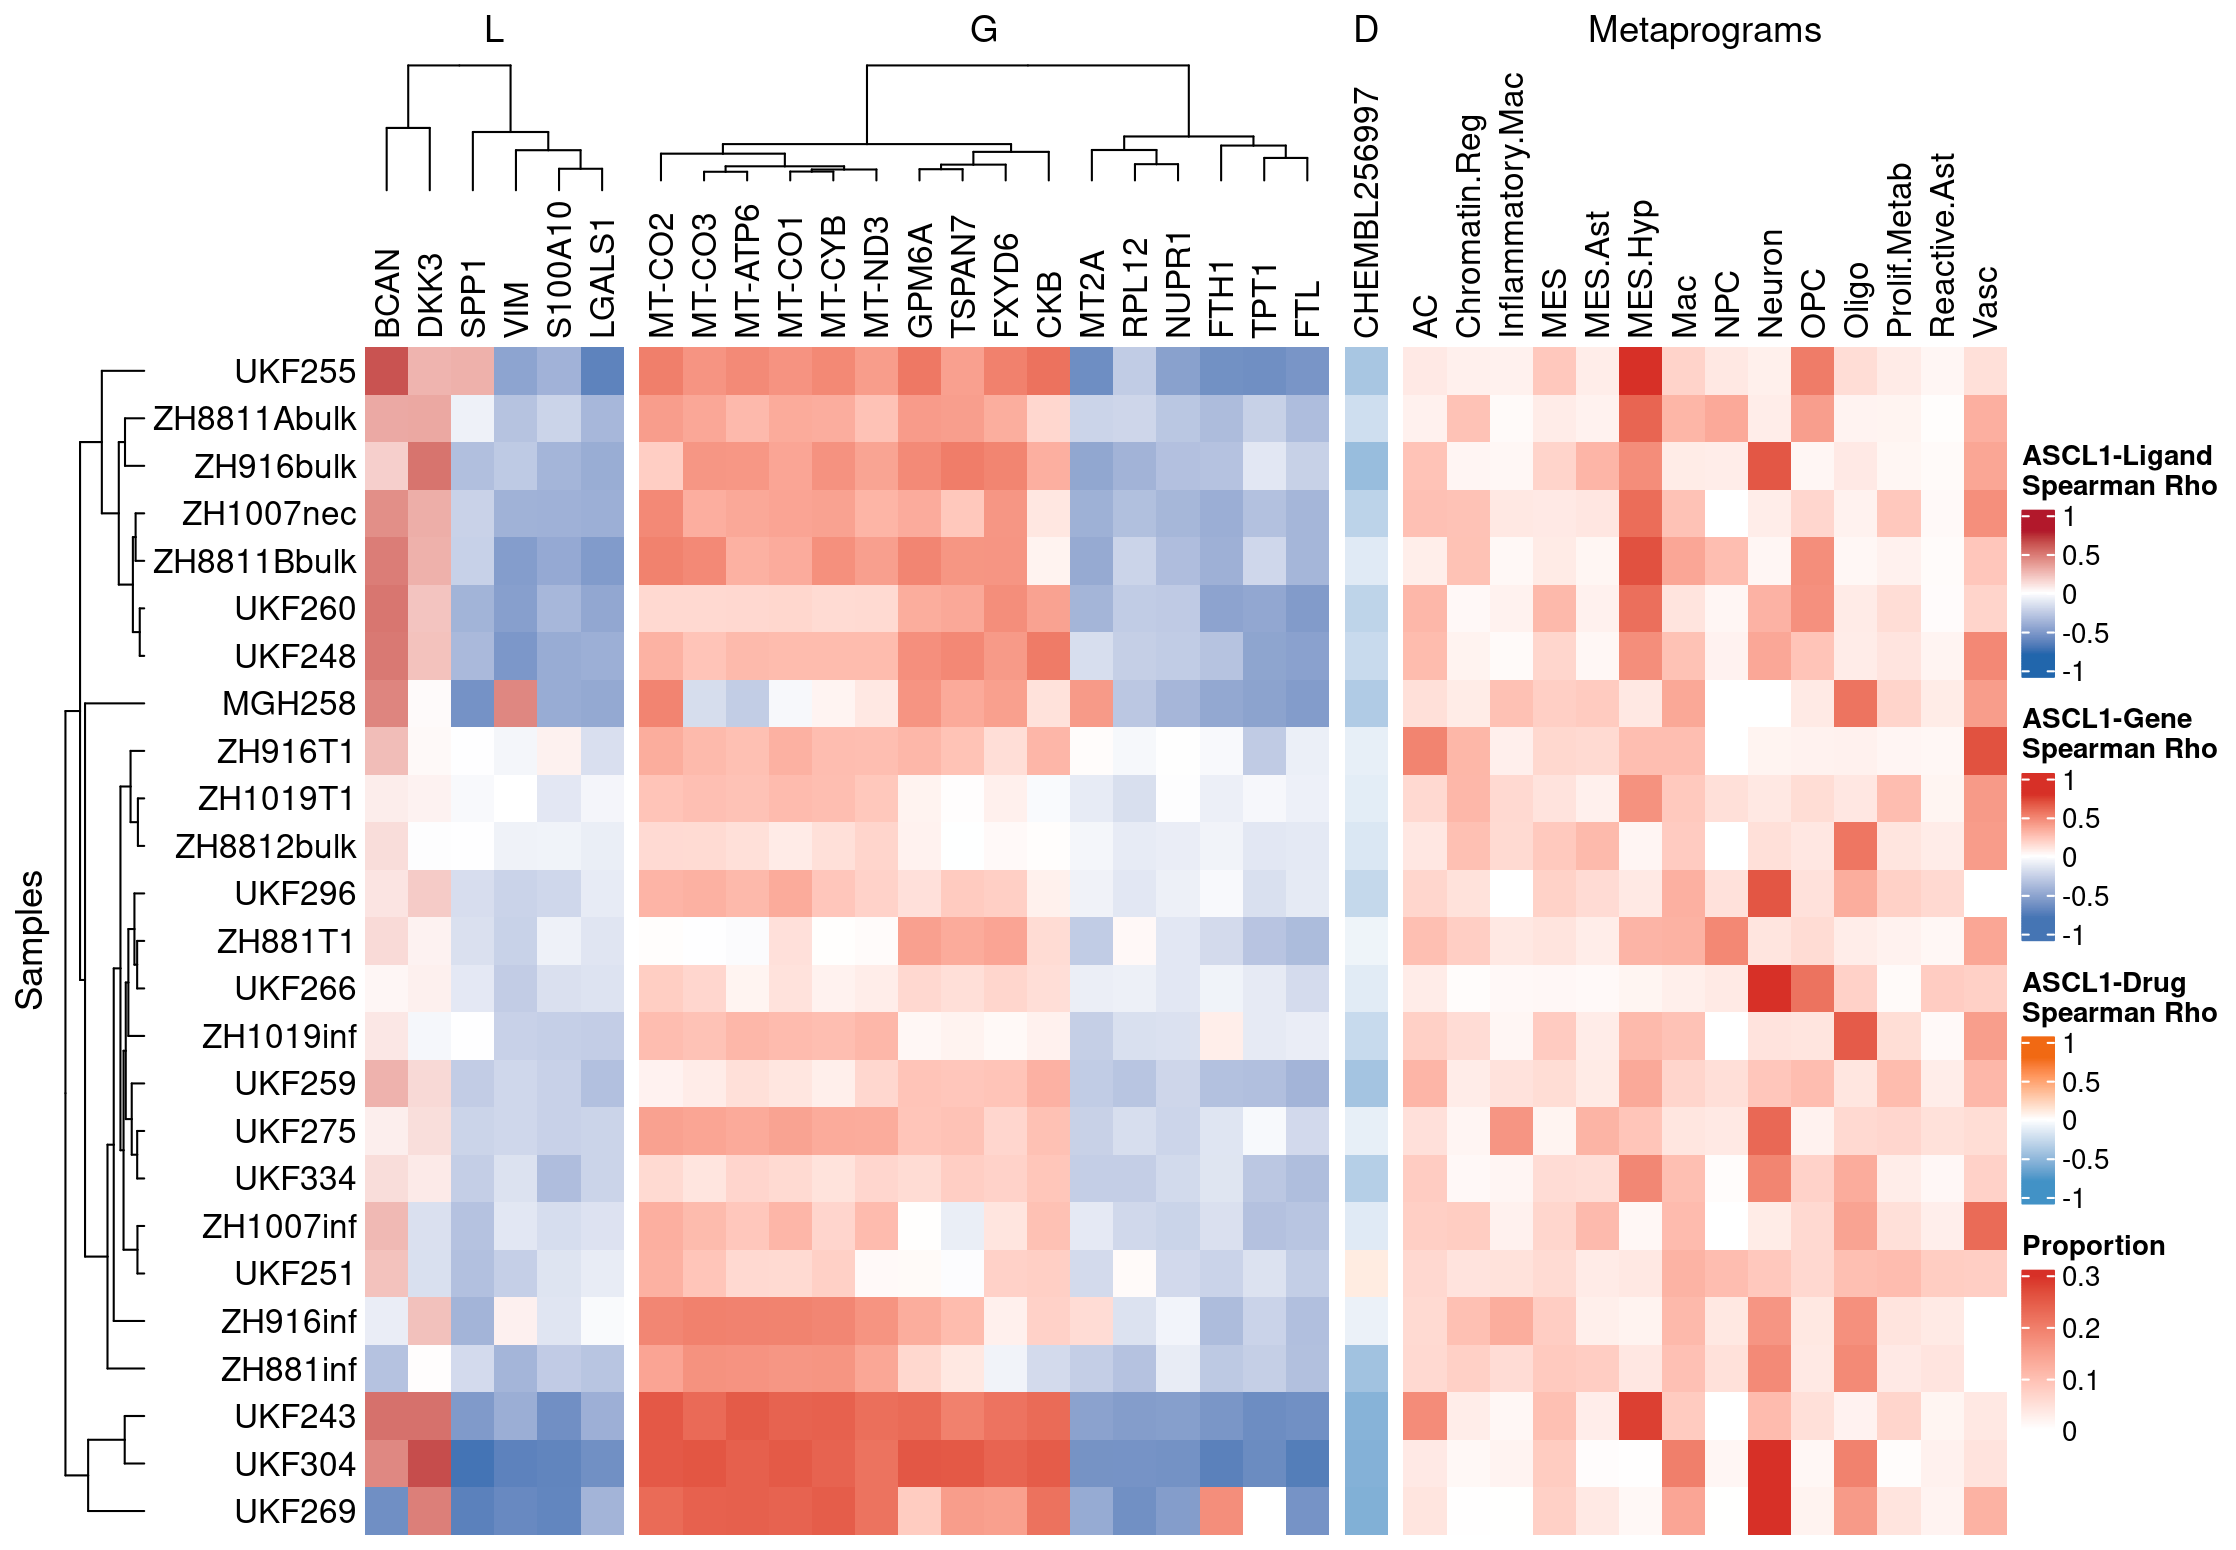 L G D Metaprograms
BCAN DKK3 SPP1 VIM S100A10 LGALS1 MT-CO2 MT-CO3 MT-ATP6 MT-CO1 MT-CYB MT-ND3 GPM6A TSPAN7 FXYD6 CKB MT2A RPL12 NUPR1 FTH1 TPT1 FTL CHEMBL256997 AC Chromatin.Reg Inflammatory.Mac MES MES.Ast MES.Hyp Mac NPC Neuron OPC Oligo Prolif.Metab Reactive.Ast Vasc
Samples
UKF255
ZH8811Abulk
ZH916bulk
ZH1007nec
ZH8811Bbulk
UKF260
UKF248
MGH258
ZH916T1
ZH1019T1
ZH8812bulk
UKF296
ZH881T1
UKF266
ZH1019inf
UKF259
UKF275
UKF334
ZH1007inf
UKF251
ZH916inf
ZH881inf
UKF243
UKF304
UKF269
ASCL1-Ligand
Spearman Rho
1
0.5
0
-0.5
-1
ASCL1-Gene
Spearman Rho
1
0.5
0
-0.5
-1
ASCL1-Drug
Spearman Rho
1
0.5
0
-0.5
-1
Proportion
0.3
0.2
0.1
0